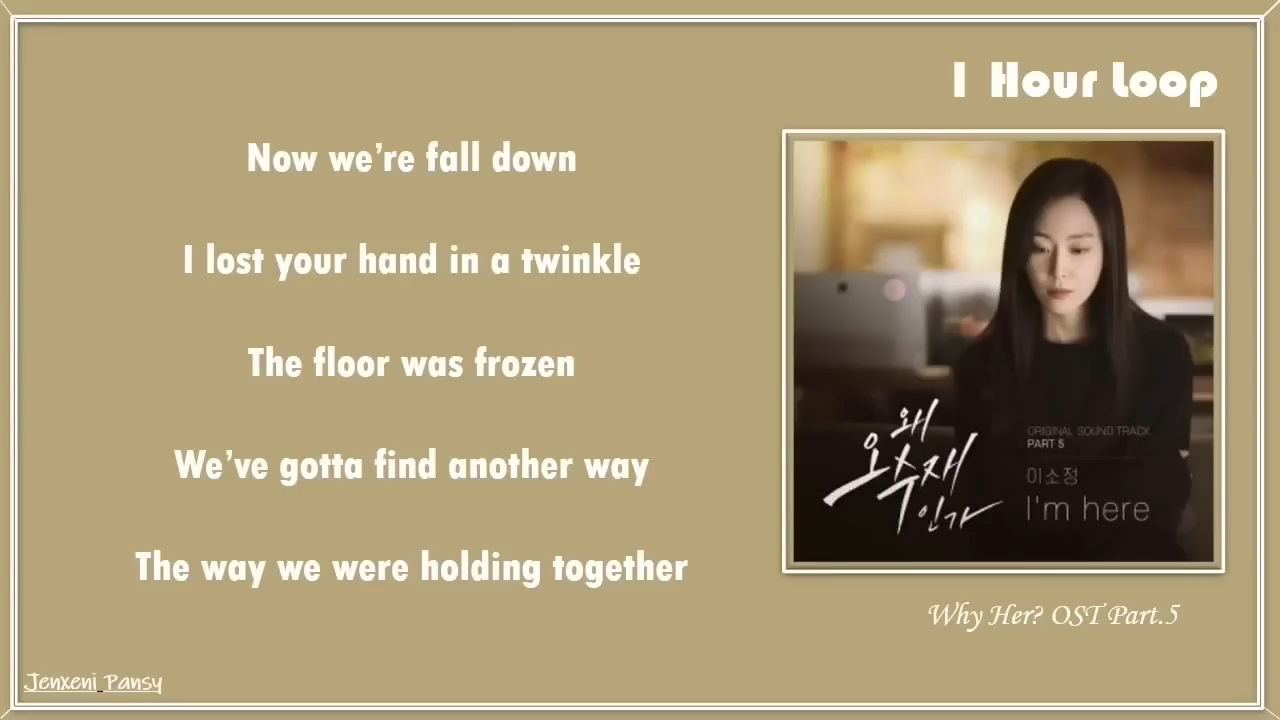 1 Hour Loop
Now we’re fall down
I lost your hand in a twinkle
The floor was frozen
We’ve gotta find another way
The way we were holding together
왜
오수재
인가
ORIGINAL SOUND TRACK
PART 5
이소정
I'm here
Why Her? OST Part.5
Jenxeni_Pansy